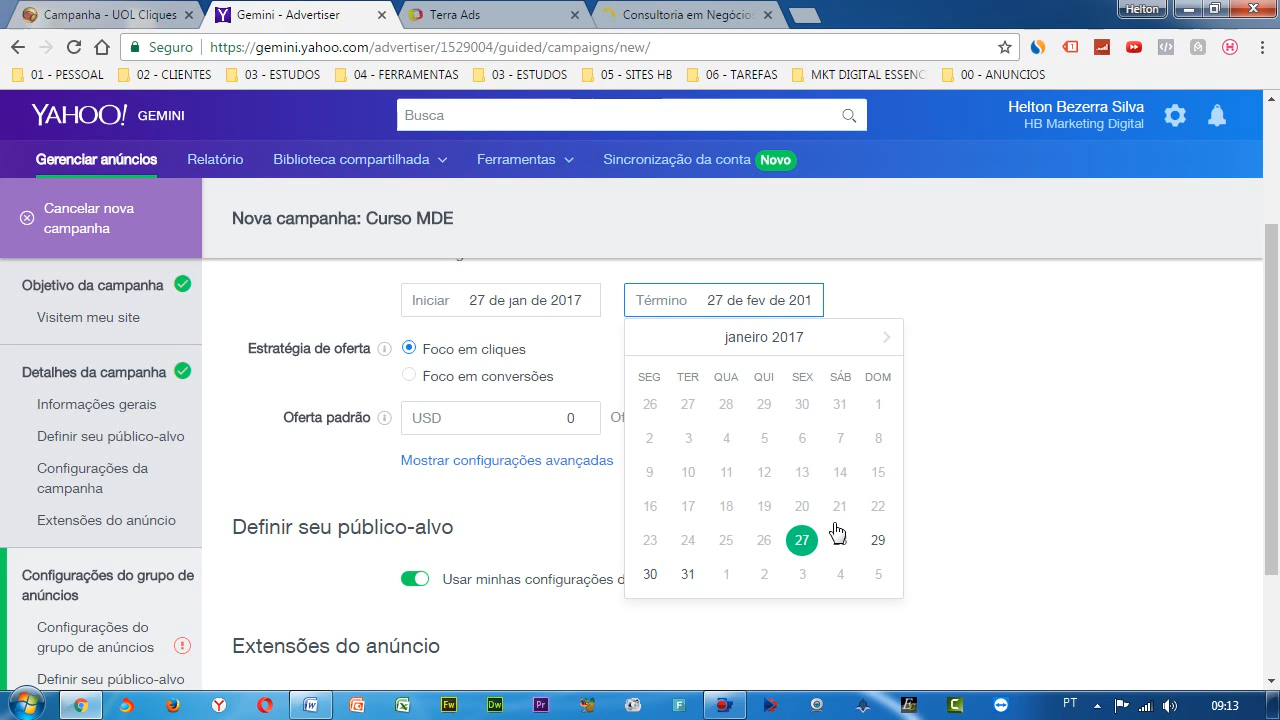 Campanha - UOL Cliques
Gemini - Advertiser
Terra Ads
Consultoria em Negócio
Helton
Seguro
https://gemini.yahoo.com/advertiser/1529004/guided/campaigns/new/
01 - PESSOAL
02 - CLIENTES
03 - ESTUDOS
04 - FERRAMENTAS
03 - ESTUDOS
05 - SITES HB
06 - TAREFAS
MKT DIGITAL ESSENC
00 - ANUNCIOS
YAHOO! GEMINI
Busca
Helton Bezerra Silva
HB Marketing Digital
Gerenciar anúncios
Relatório
Biblioteca compartilhada
Ferramentas
Sincronização da conta Novo
Cancelar nova
campanha
Nova campanha: Curso MDE
Objetivo da campanha
Visitem meu site
Detalhes da campanha
Informações gerais
Definir seu público-alvo
Configurações da
campanha
Extensões do anúncio
Configurações do grupo de
anúncios
Configurações do
grupo de anúncios
Definir seu público-alvo
Iniciar 27 de jan de 2017
Término 27 de fev de 201
Estratégia de oferta
Foco em cliques
Foco em conversões
Oferta padrão
USD 0
Of
Mostrar configurações avançadas
Definir seu público-alvo
Usar minhas configurações d
Extensões do anúncio
janeiro 2017
SEG TER QUA QUI SEX SÁB DOM
26 27 28 29 30 31 1
2 3 4 5 6 7 8
9 10 11 12 13 14 15
16 17 18 19 20 21 22
23 24 25 26 27 29
30 31 1 2 3 4 5
Fw
Dw
Pr
F
PT
09:13